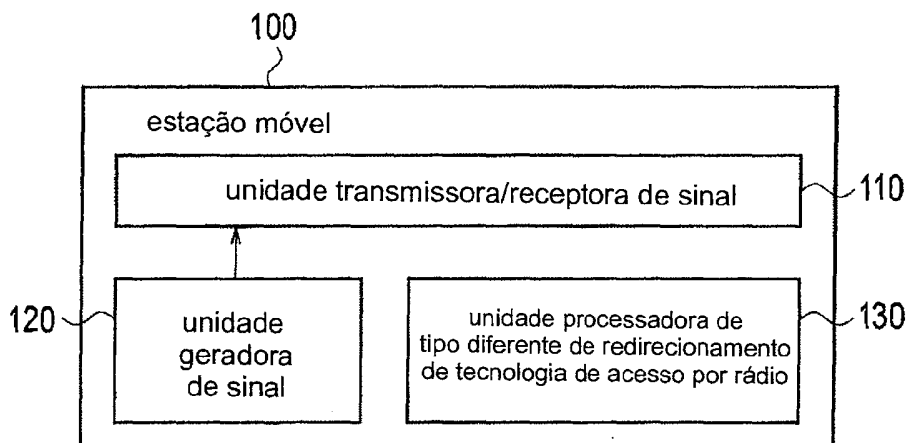 100
estação móvel
unidade transmissora/receptora de sinal
110
120
unidade
geradora
de sinal
unidade processadora de
tipo diferente de redirecionamento
de tecnologia de acesso por rádio
130